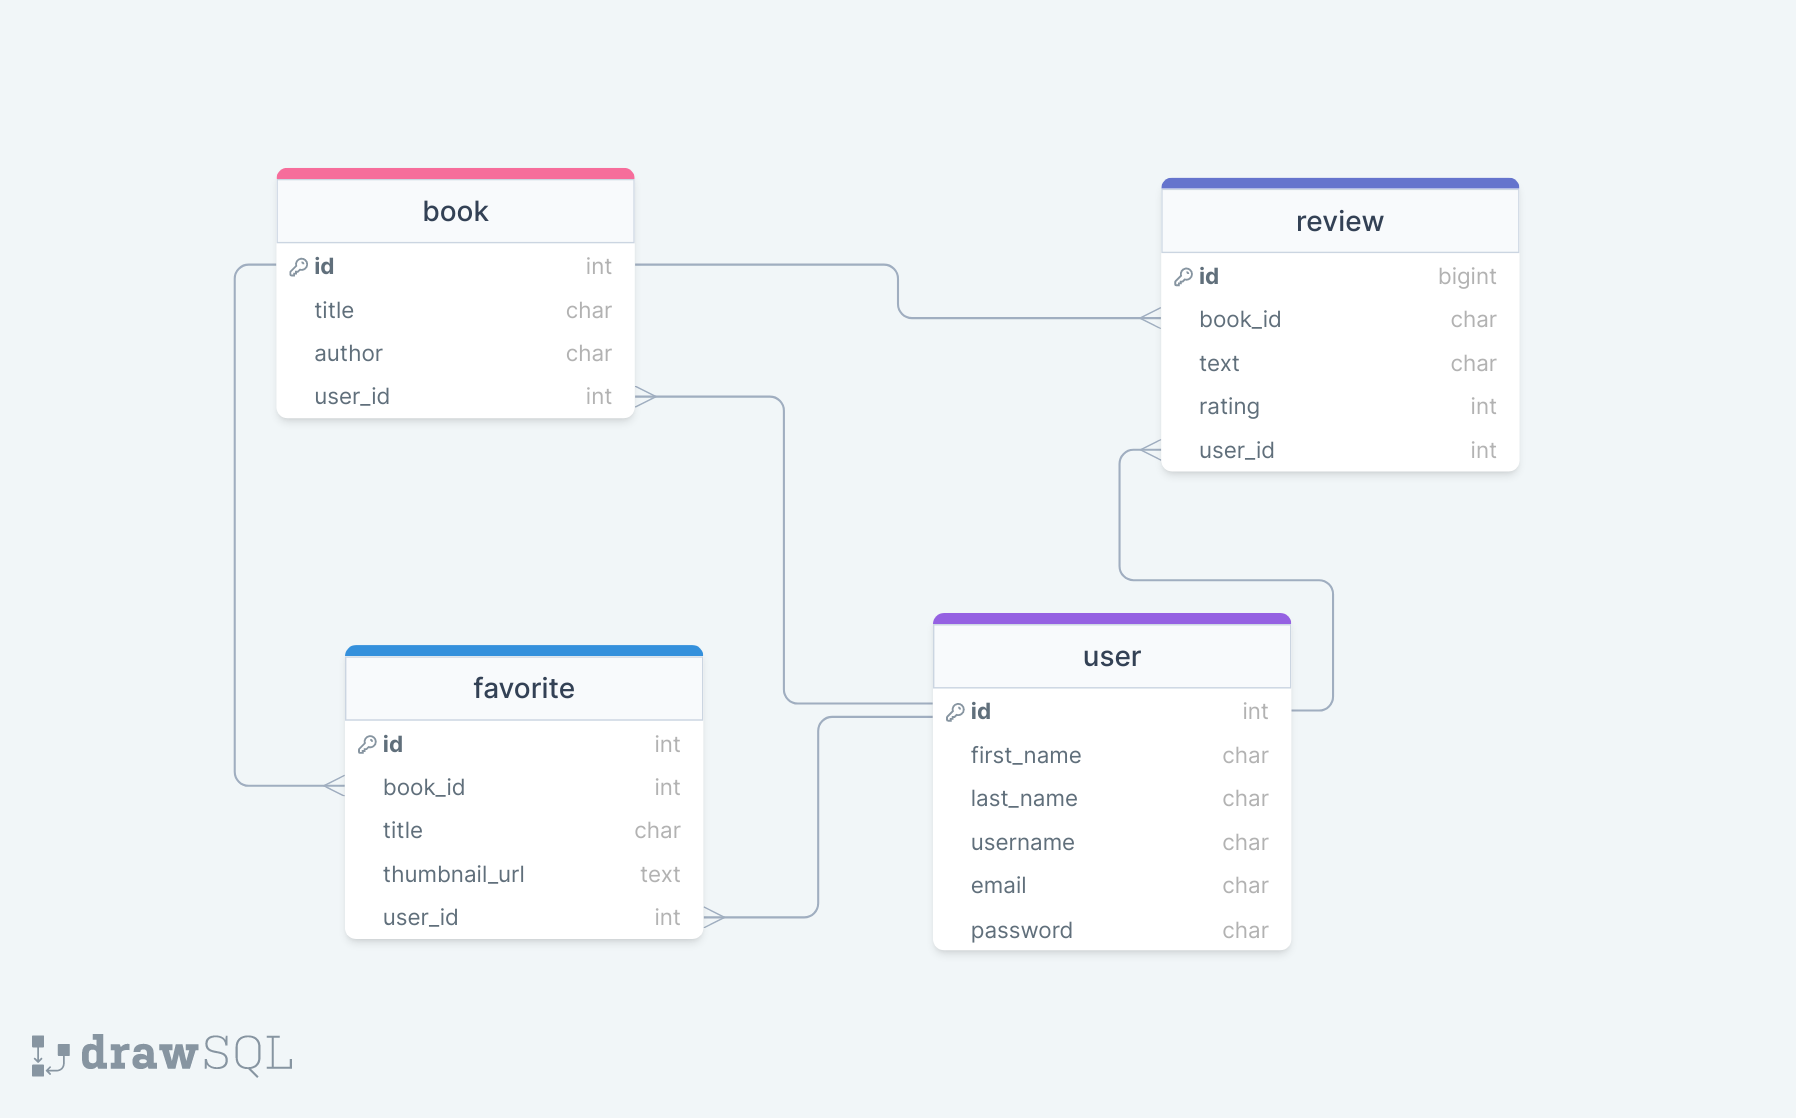 book
id int
title char
author char
user_id int
review
id bigint
book_id char
text char
rating int
user_id int
favorite
id int
book_id int
title char
thumbnail_url text
user_id int
user
id int
first_name char
last_name char
username char
email char
password char
drawSQL